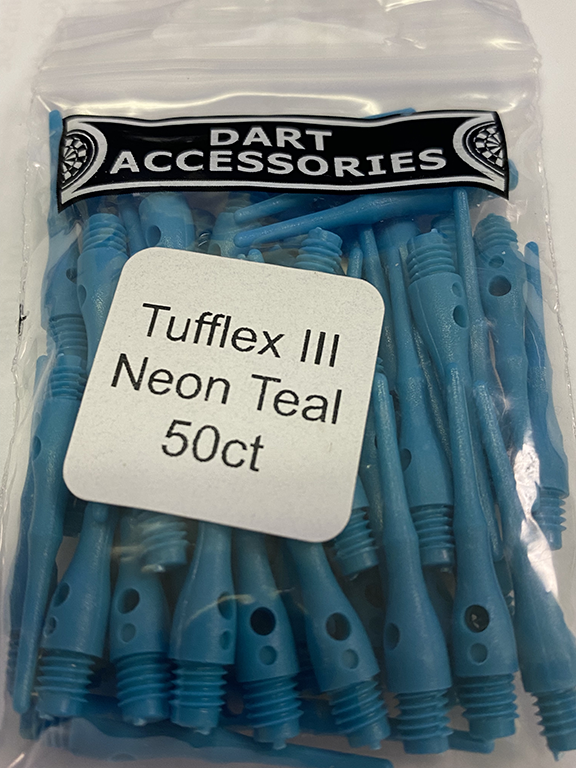 DART
ACCESSORIES
Tufflex III
Neon Teal
50ct